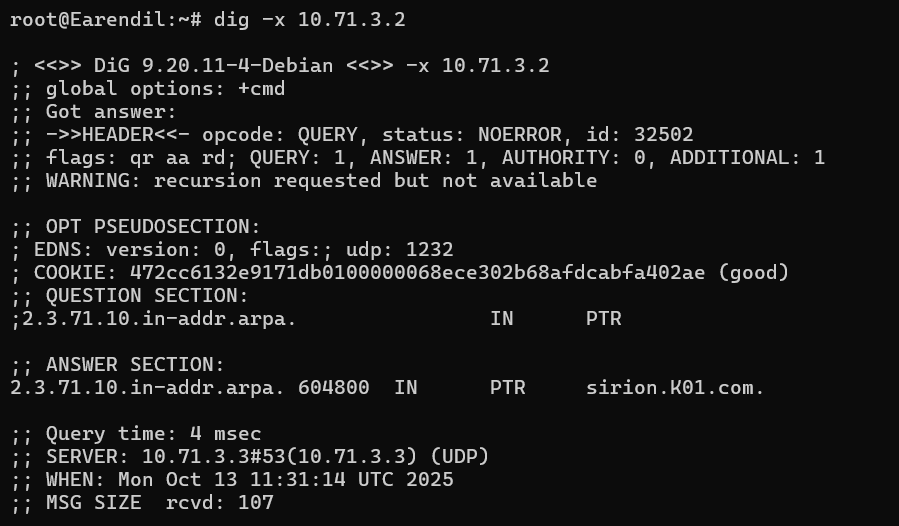 root@Earendil:~# dig -x 10.71.3.2
; <<>> DiG 9.20.11-4-Debian <<>> -x 10.71.3.2
;; global options: +cmd
;; Got answer:
;; ->>HEADER<<- opcode: QUERY, status: NOERROR, id: 32502
;; flags: qr aa rd; QUERY: 1, ANSWER: 1, AUTHORITY: 0, ADDITIONAL: 1
;; WARNING: recursion requested but not available
;; OPT PSEUDOSECTION:
; EDNS: version: 0, flags:; udp: 1232
; COOKIE: 472cc6132e9171db0100000068ece302b68afdcabfa402ae (good)
;; QUESTION SECTION:
;2.3.71.10.in-addr.arpa. IN PTR
;; ANSWER SECTION:
2.3.71.10.in-addr.arpa. 604800 IN PTR sirion.K01.com.
;; Query time: 4 msec
;; SERVER: 10.71.3.3#53(10.71.3.3) (UDP)
;; WHEN: Mon Oct 13 11:31:14 UTC 2025
;; MSG SIZE rcvd: 107